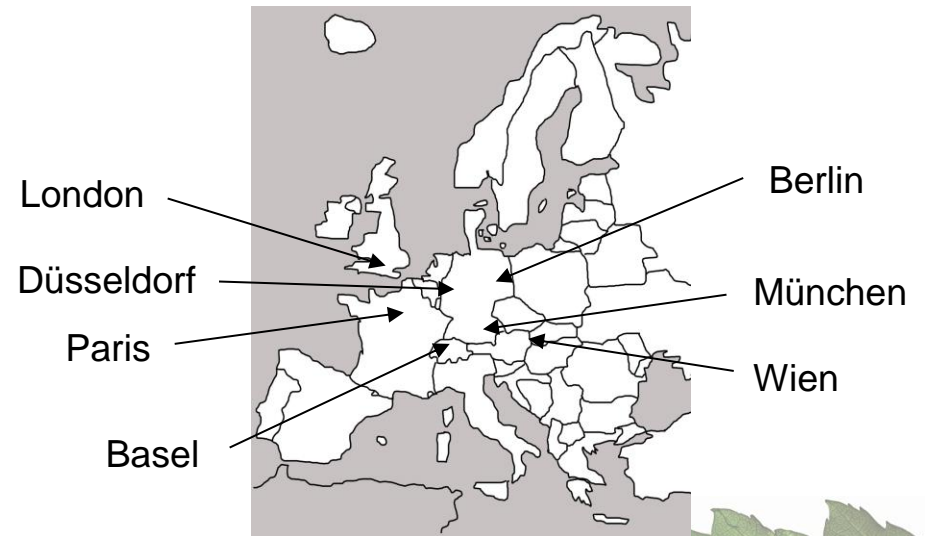 London
Berlin
Düsseldorf
München
Paris
Wien
Basel